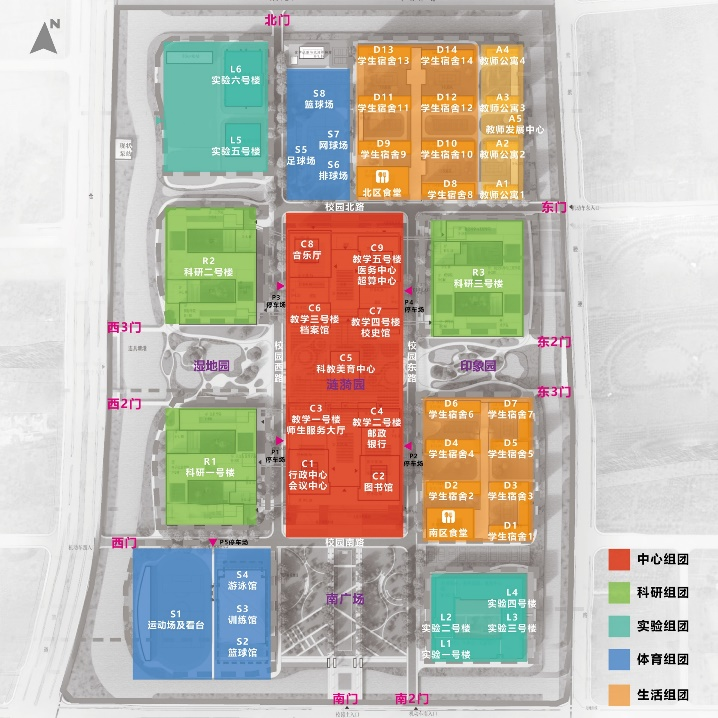 N
北门
L6
实验六号楼
L5
实验五号楼
S8
篮球场
S7
网球场
S5
足球场
S6
排球场
D13
学生宿舍13
D14
学生宿舍14
A4
教师公寓4
D11
学生宿舍11
D12
学生宿舍12
A3
教师公寓3
A5
教师发展中心
D9
学生宿舍9
D10
学生宿舍10
A2
教师公寓2
北区食堂
D8
学生宿舍8
A1
教师公寓1
校园北路
东门
R2
科研二号楼
C8
音乐厅
C9
教学五号楼
医务中心
超算中心
R3
科研三号楼
P3
停车场
P4
停车场
C6
教学三号楼
档案馆
C7
教学四号楼
校史馆
西3门
东2门
校园西路
校园东路
湿地园
C5
科教美育中心
涟漪园
印象园
西2门
东3门
C3
教学一号楼
师生服务大厅
C4
教学二号楼
邮政
银行
D6
学生宿舍6
D7
学生宿舍7
D4
学生宿舍4
D5
学生宿舍5
P1
停车场
P2
停车场
R1
科研一号楼
C1
行政中心
会议中心
C2
图书馆
D2
学生宿舍2
D3
学生宿舍3
南区食堂
D1
学生宿舍1
西门
P5停车场
校园南路
S1
运动场及看台
S4
游泳馆
S3
训练馆
S2
篮球馆
南广场
L4
实验四号楼
L2
实验二号楼
L3
实验三号楼
L1
实验一号楼
南门
南2门
中心组团
科研组团
实验组团
体育组团
生活组团